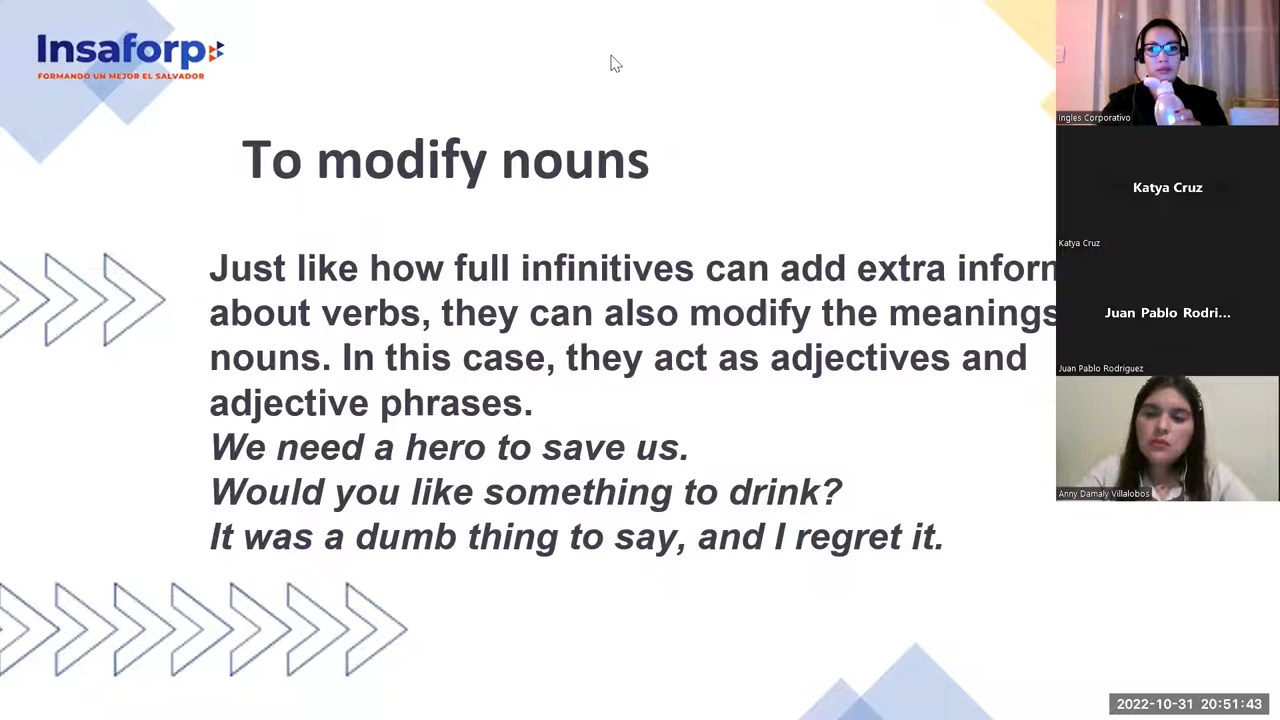 Insaforp
FORMANDO UN MEJOR EL SALVADOR
To modify nouns
Just like how full infinitives can add extra
about verbs, they can also modify the meanings
nouns. In this case, they act as adjectives and
adjective phrases.
We need a hero to save us.
Would you like something to drink?
It was a dumb thing to say, and I regret it.
Ingles Corporativo
Katya Cruz
Katya Cruz
Juan Pablo Rodri...
Juan Pablo Rodriguez
Anny Damaly Villalobos
2022-10-31 20:51:43